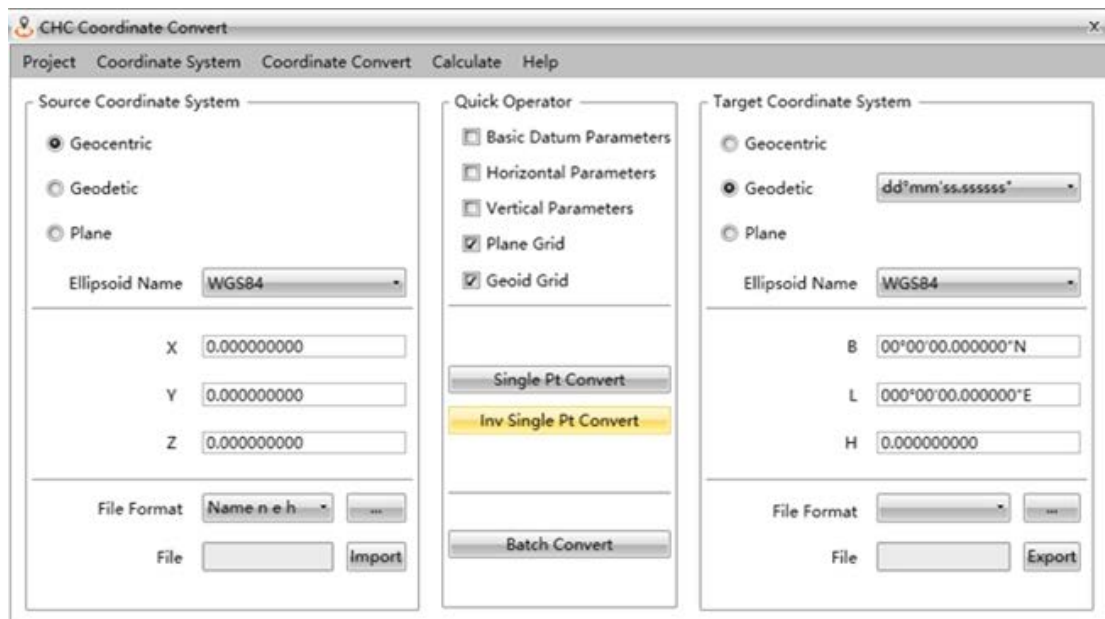 CHC Coordinate Convert
x
Project Coordinate System Coordinate Convert Calculate Help
Source Coordinate System
Geocentric
Geodetic
Plane
Ellipsoid Name WGS84
X 0.000000000
Y 0.000000000
Z 0.000000000
File Format Name n e h ...
File Import
Quick Operator
Basic Datum Parameters
Horizontal Parameters
Vertical Parameters
Plane Grid
Geoid Grid
Single Pt Convert
Inv Single Pt Convert
Batch Convert
Target Coordinate System
Geocentric
Geodetic dd°mm'ss.ssssss"
Plane
Ellipsoid Name WGS84
B 00°00'00.000000"N
L 000°00'00.000000"E
H 0.000000000
File Format ...
File Export